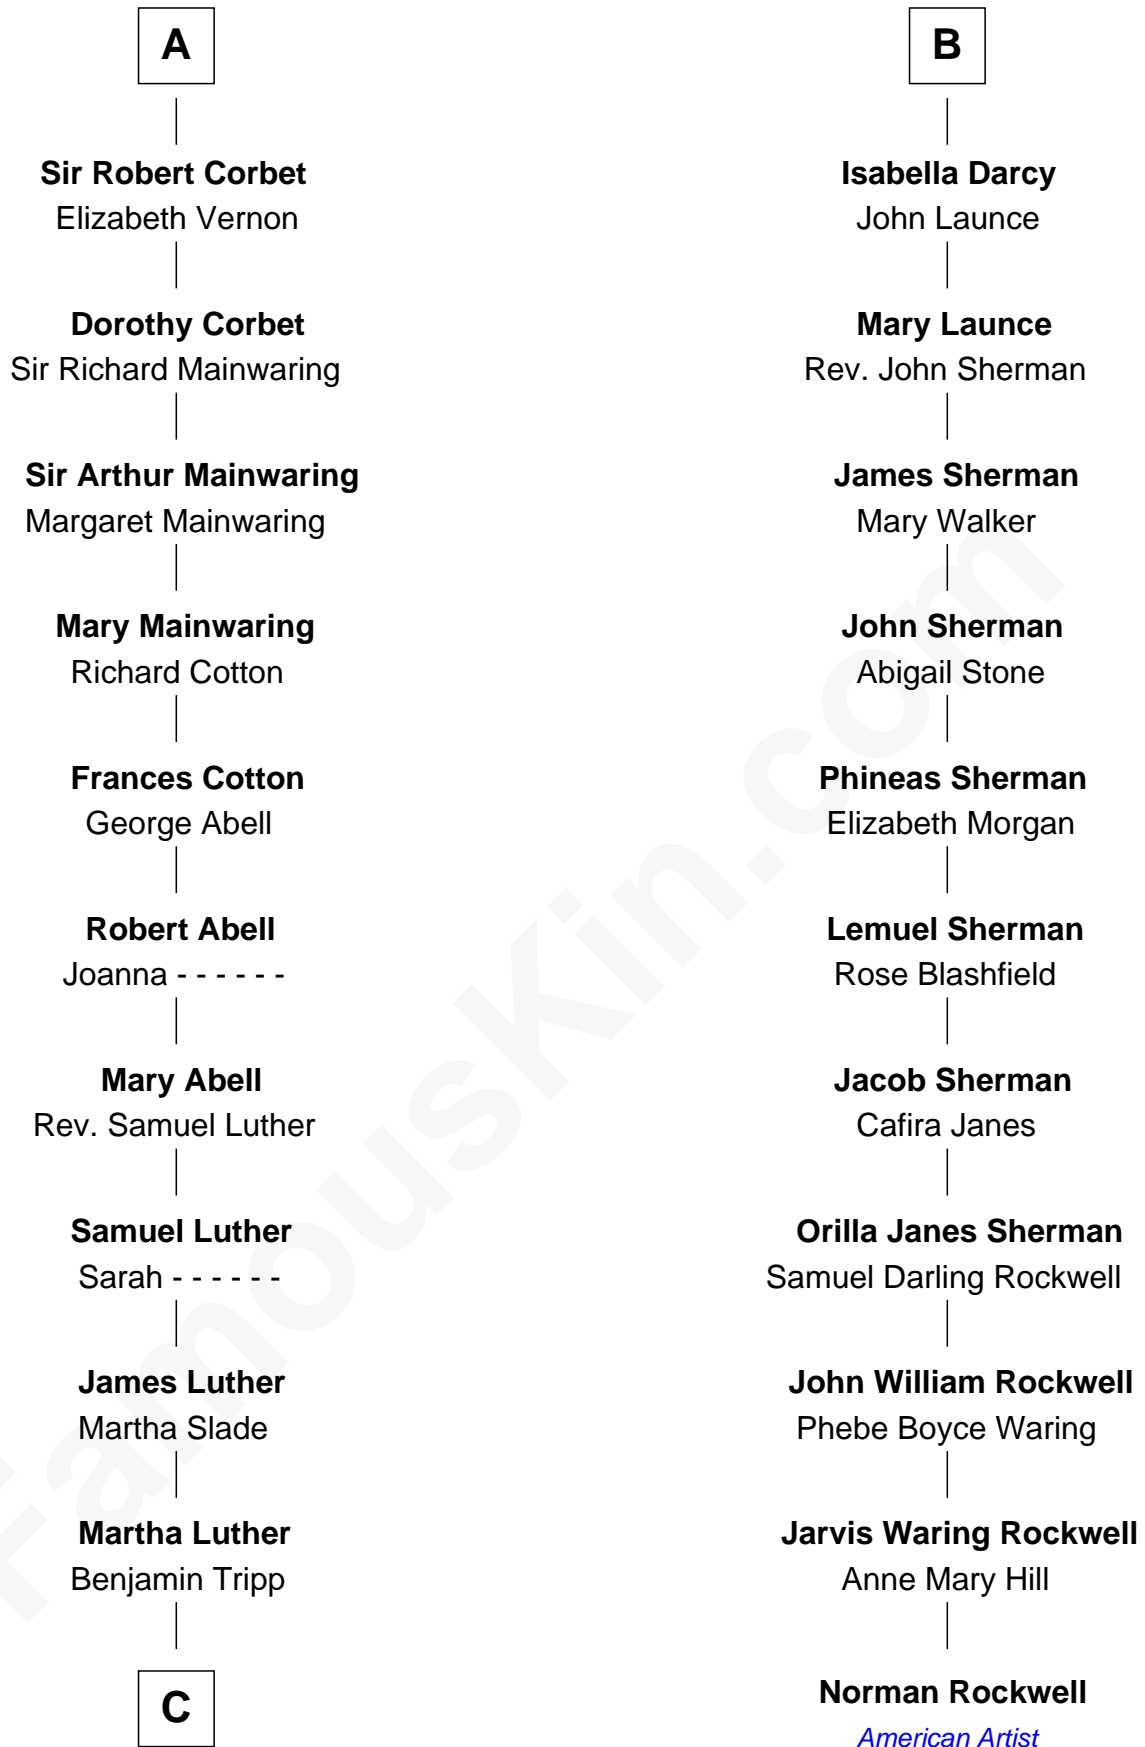 A
Sir Robert Corbet
Elizabeth Vernon
Dorothy Corbet
Sir Richard Mainwaring
Sir Arthur Mainwaring
Margaret Mainwaring
Mary Mainwaring
Richard Cotton
Frances Cotton
George Abell
Robert Abell
Joanna - - - - - -
Mary Abell
Rev. Samuel Luther
Samuel Luther
Sarah - - - - - -
James Luther
Martha Slade
Martha Luther
Benjamin Tripp
C
B
Isabella Darcy
John Launce
Mary Launce
Rev. John Sherman
James Sherman
Mary Walker
John Sherman
Abigail Stone
Phineas Sherman
Elizabeth Morgan
Lemuel Sherman
Rose Blashfield
Jacob Sherman
Cafira Janes
Orilla Janes Sherman
Samuel Darling Rockwell
John William Rockwell
Phebe Boyce Waring
Jarvis Waring Rockwell
Anne Mary Hill
Norman Rockwell
American Artist
FamousKin.com